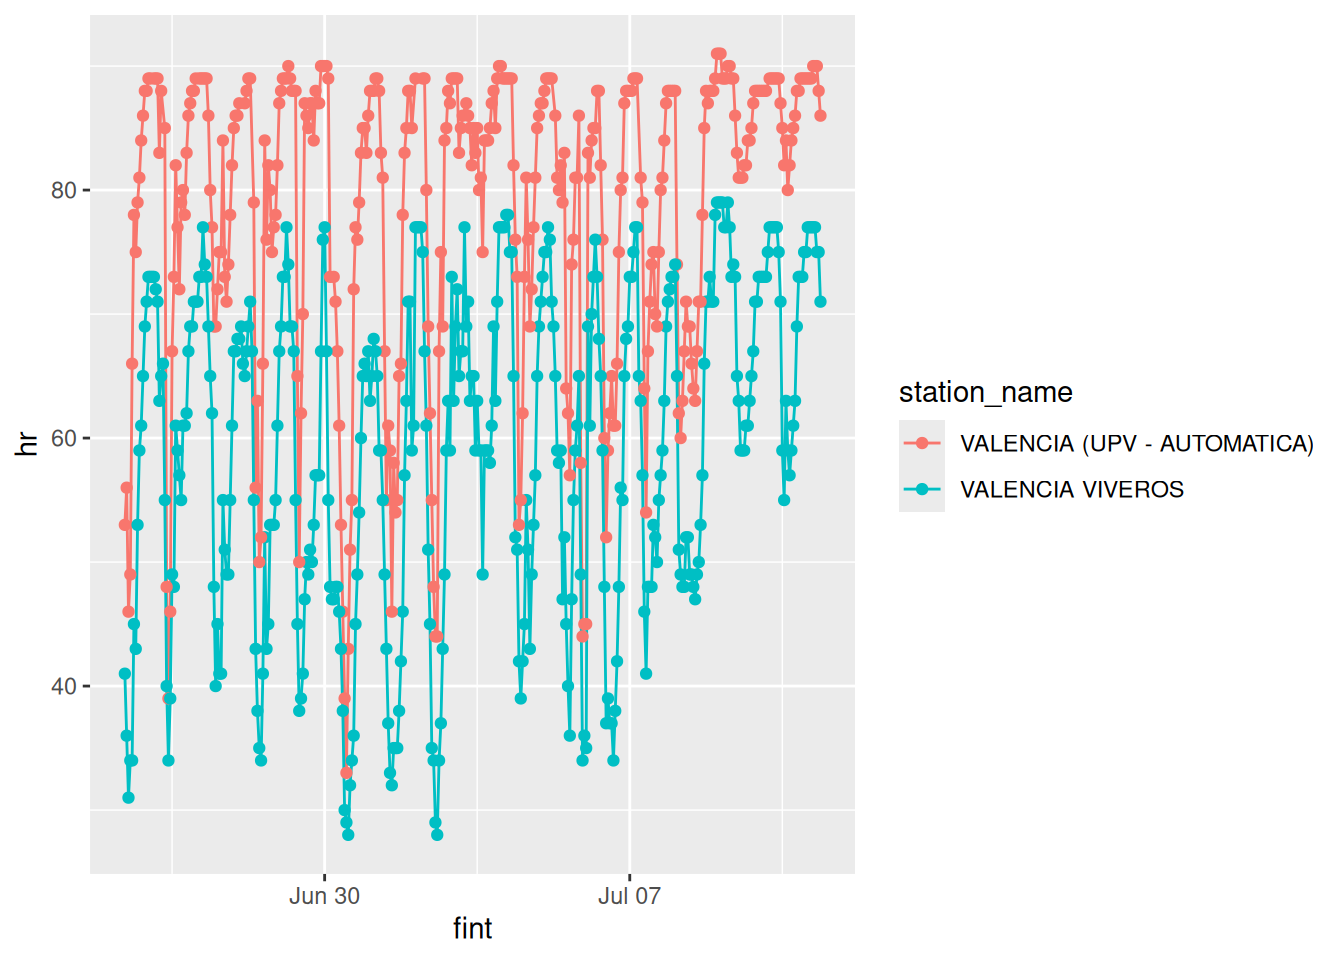 80
60
40
hr
Jun 30
Jul 07
fint
station_name
VALENCIA (UPV - AUTOMATICA)
VALENCIA VIVEROS